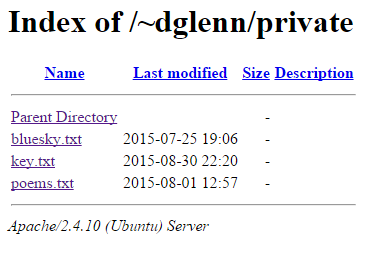 Index of /~dglenn/private
Name Last modified Size Description
Parent Directory -
bluesky.txt 2015-07-25 19:06 -
key.txt 2015-08-30 22:20 -
poems.txt 2015-08-01 12:57 -
Apache/2.4.10 (Ubuntu) Server